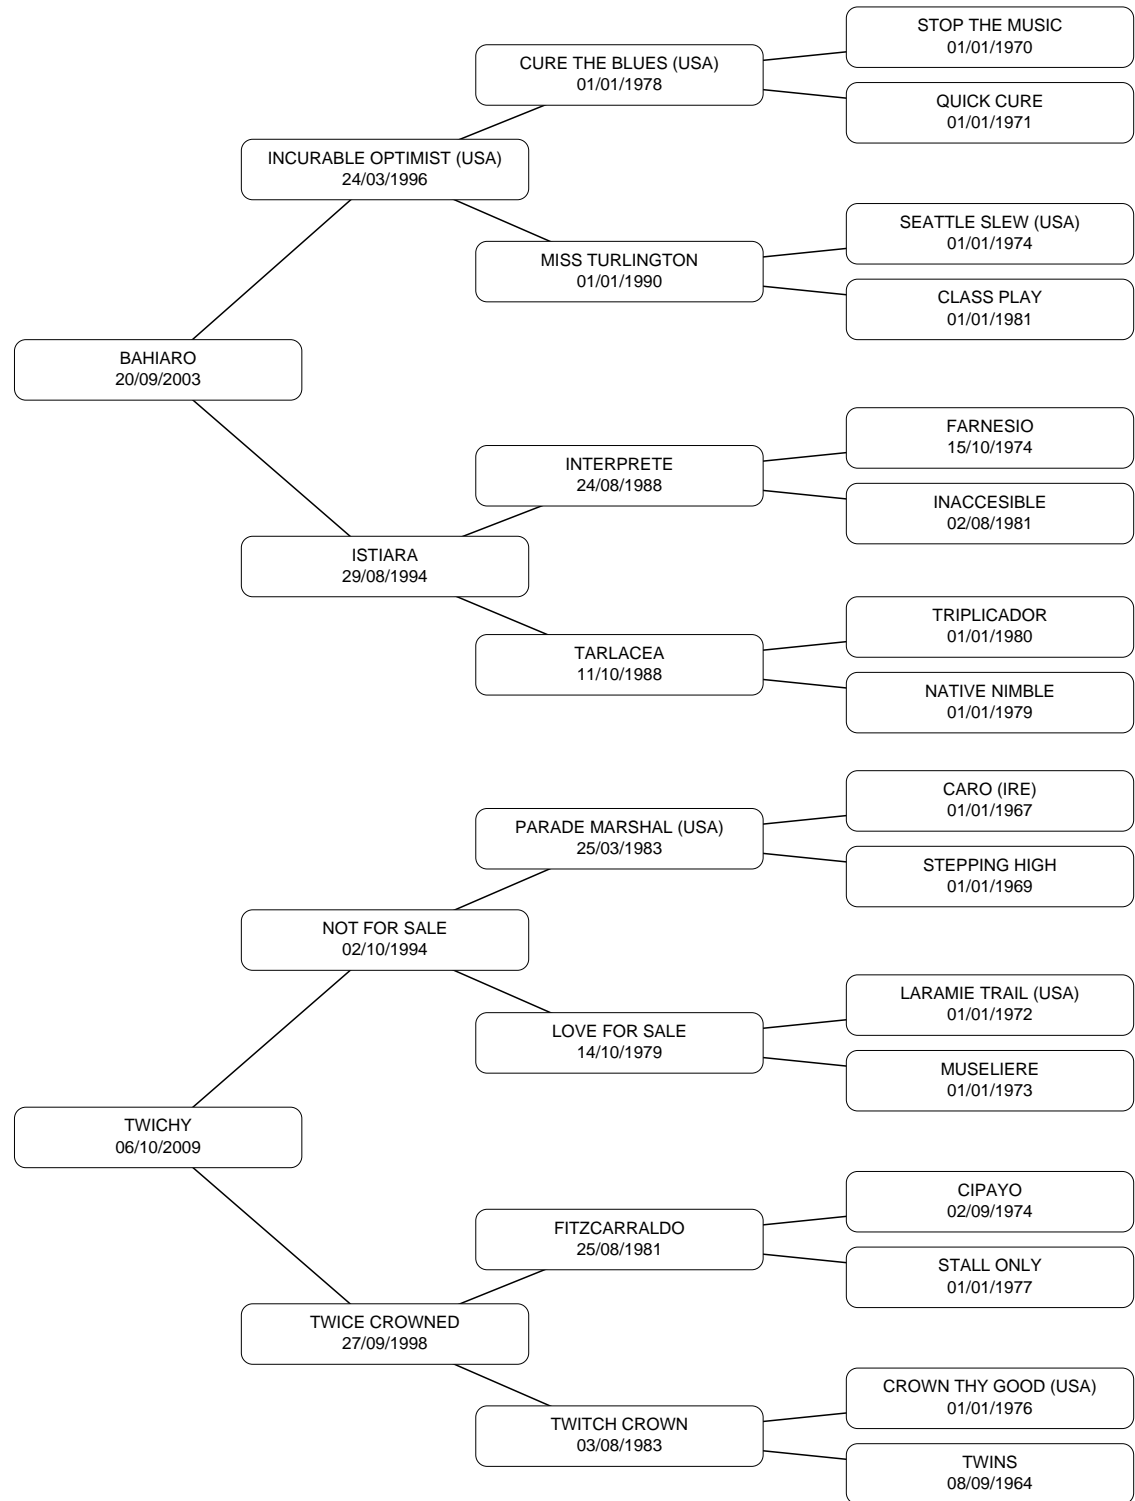 STOP THE MUSIC
01/01/1970
CURE THE BLUES (USA)
01/01/1978
QUICK CURE
01/01/1971
INCURABLE OPTIMIST (USA)
24/03/1996
SEATTLE SLEW (USA)
01/01/1974
MISS TURLINGTON
01/01/1990
CLASS PLAY
01/01/1981
BAHIARO
20/09/2003
FARNESIO
15/10/1974
INTERPRETE
24/08/1988
INACCESIBLE
02/08/1981
ISTIARA
29/08/1994
TRIPLICADOR
01/01/1980
TARLACEA
11/10/1988
NATIVE NIMBLE
01/01/1979
CARO (IRE)
01/01/1967
PARADE MARSHAL (USA)
25/03/1983
STEPPING HIGH
01/01/1969
NOT FOR SALE
02/10/1994
LARAMIE TRAIL (USA)
01/01/1972
LOVE FOR SALE
14/10/1979
MUSELIERE
01/01/1973
TWICHY
06/10/2009
CIPAYO
02/09/1974
FITZCARRALDO
25/08/1981
STALL ONLY
01/01/1977
TWICE CROWNED
27/09/1998
CROWN THY GOOD (USA)
01/01/1976
TWITCH CROWN
03/08/1983
TWINS
08/09/1964